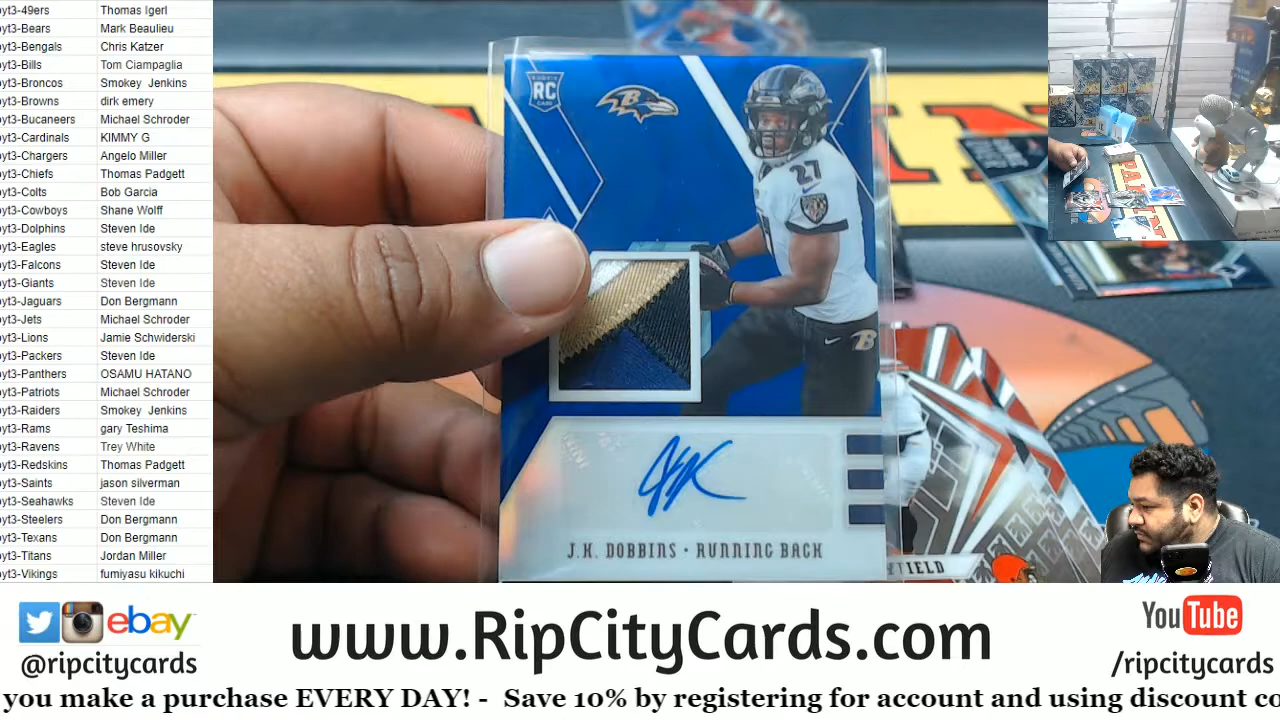 oyt3-49ers Thomas Igerl
oyt3-Bears Mark Beaulieu
oyt3-Bengals Chris Katzer
oyt3-Bills Tom Ciampaglia
oyt3-Broncos Smokey Jenkins
oyt3-Browns dirk emery
oyt3-Bucaneers Michael Schroder
oyt3-Cardinals KIMMY G
oyt3-Chargers Angelo Miller
oyt3-Chiefs Thomas Padgett
oyt3-Colts Bob Garcia
oyt3-Cowboys Shane Wolff
oyt3-Dolphins Steven Ide
oyt3-Eagles steve hrusovsky
oyt3-Falcons Steven Ide
oyt3-Giants Steven Ide
oyt3-Jaguars Don Bergmann
oyt3-Jets Michael Schroder
oyt3-Lions Jamie Schwiderski
oyt3-Packers Steven Ide
oyt3-Panthers OSAMU HATANO
oyt3-Patriots Michael Schroder
oyt3-Raiders Smokey Jenkins
oyt3-Rams gary Teshima
oyt3-Ravens Trey White
oyt3-Redskins Thomas Padgett
oyt3-Saints jason silverman
oyt3-Seahawks Steven Ide
oyt3-Steelers Don Bergmann
oyt3-Texans Don Bergmann
oyt3-Titans Jordan Miller
oyt3-Vikings fumiyasu kikuchi
RC
B
27
B
J.K. DOBBINS • RUNNING BACK
FIELD
PANINI
ebay
@ripcitycards
www.RipCityCards.com
YouTube
/ripcitycards
you make a purchase EVERY DAY! - Save 10% by registering for account and using discount co